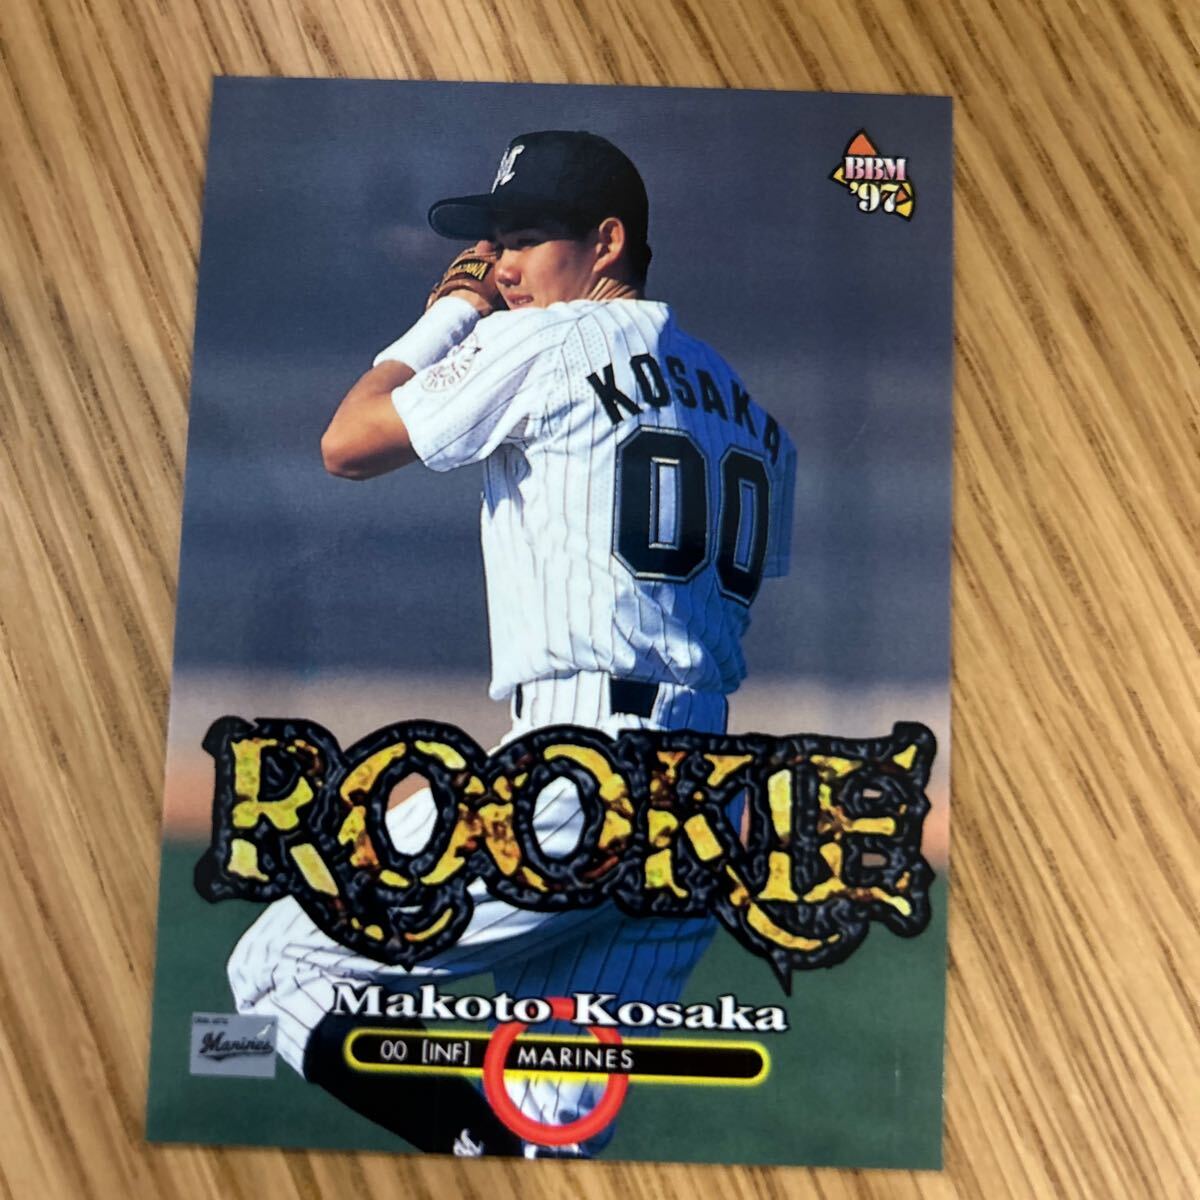 BBM
'97
KOSAKA
00
ROOKIE
Makoto Kosaka
Marines
00 [INF] MARINES